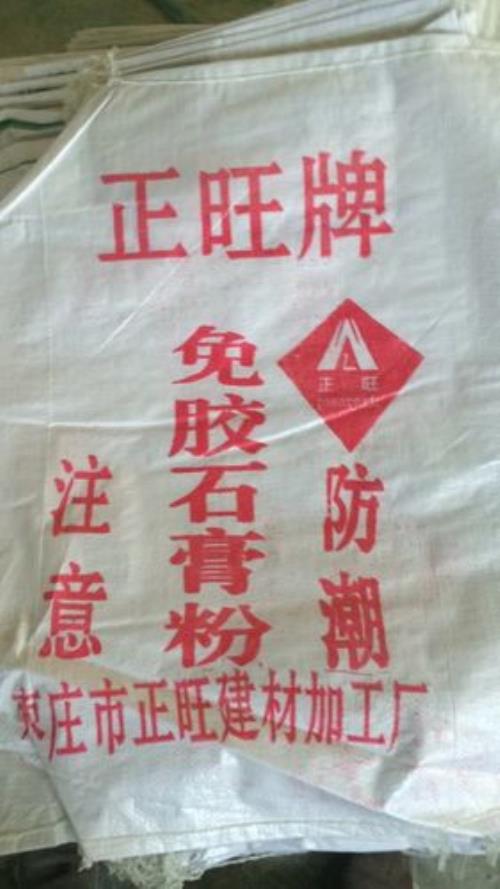 正旺牌
正 旺
免胶石膏粉
注意
防潮
枣庄市正旺建材加工厂